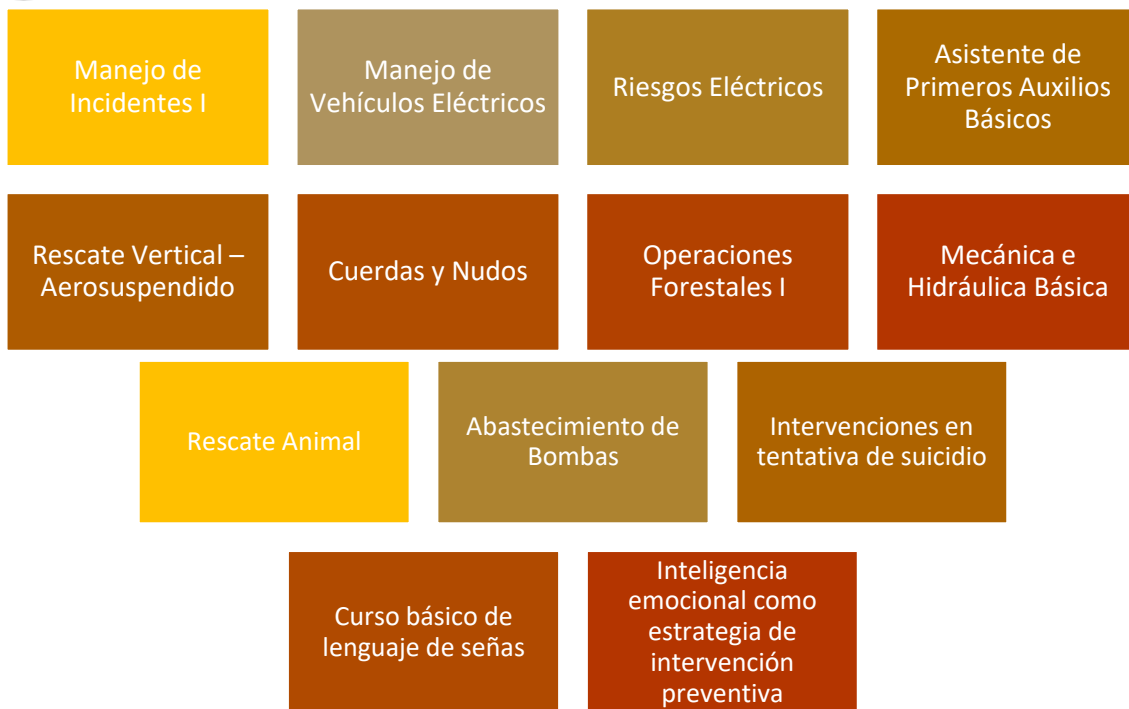 Manejo de
Incidentes I
Manejo de
Vehículos Eléctricos
Riesgos Eléctricos
Asistente de
Primeros Auxilios
Básicos
Rescate Vertical –
Aerosuspendido
Cuerdas y Nudos
Operaciones
Forestales I
Mecánica e
Hidráulica Básica
Rescate Animal
Abastecimiento de
Bombas
Intervenciones en
tentativa de suicidio
Curso básico de
lenguaje de señas
Inteligencia
emocional como
estrategia de
intervención
preventiva